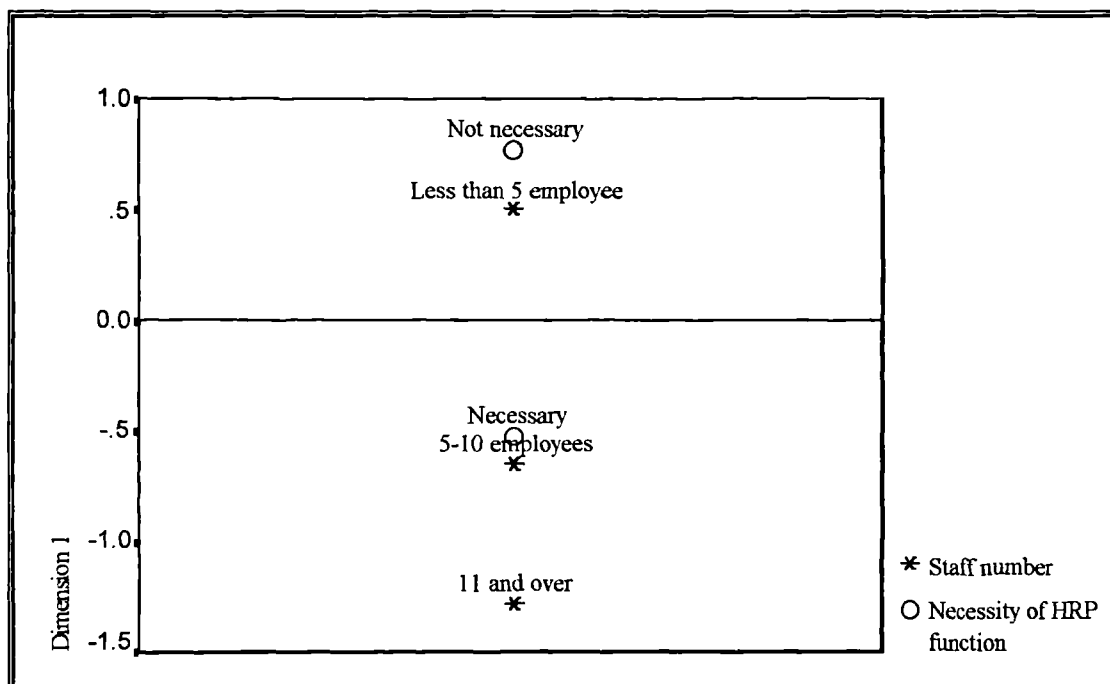 1.0
Not necessary
Less than 5 employee
.5
0.0
Necessary
-.5
5-10 employees
-1.0
11 and over
-1.5
Dimension 1
Staff number
Necessity of HRP
function